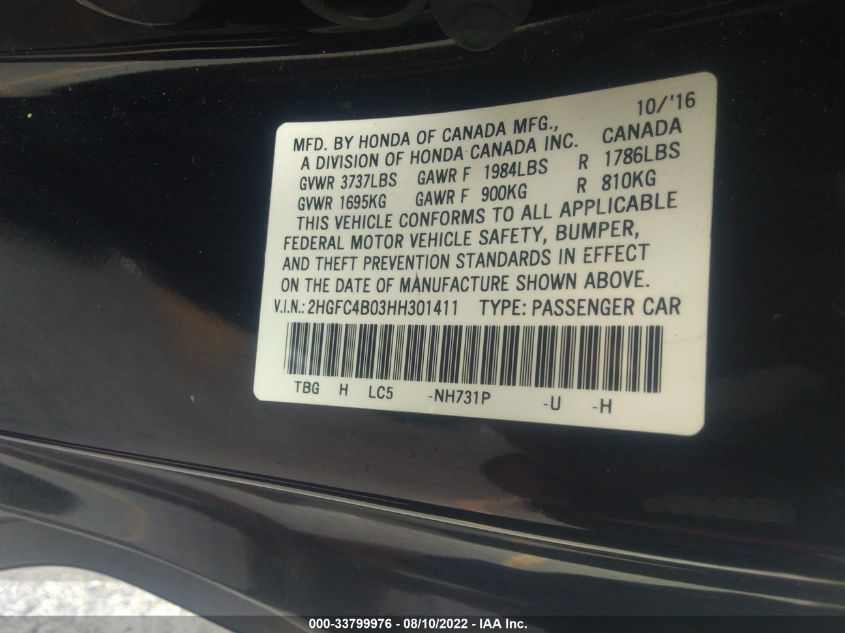 10/'16
MFD. BY HONDA OF CANADA MFG.,
A DIVISION OF HONDA CANADA INC. CANADA
GVWR 3737LBS GAWR F 1984LBS R 1786LBS
GVWR 1695KG GAWR F 900KG R 810KG
THIS VEHICLE CONFORMS TO ALL APPLICABLE
FEDERAL MOTOR VEHICLE SAFETY, BUMPER,
AND THEFT PREVENTION STANDARDS IN EFFECT
ON THE DATE OF MANUFACTURE SHOWN ABOVE.
V.I.N.: 2HGFC4B03HH301411 TYPE: PASSENGER CAR
TBG H LC5 -NH731P -U -H
000-33799976 - 08/10/2022 - IAA Inc.